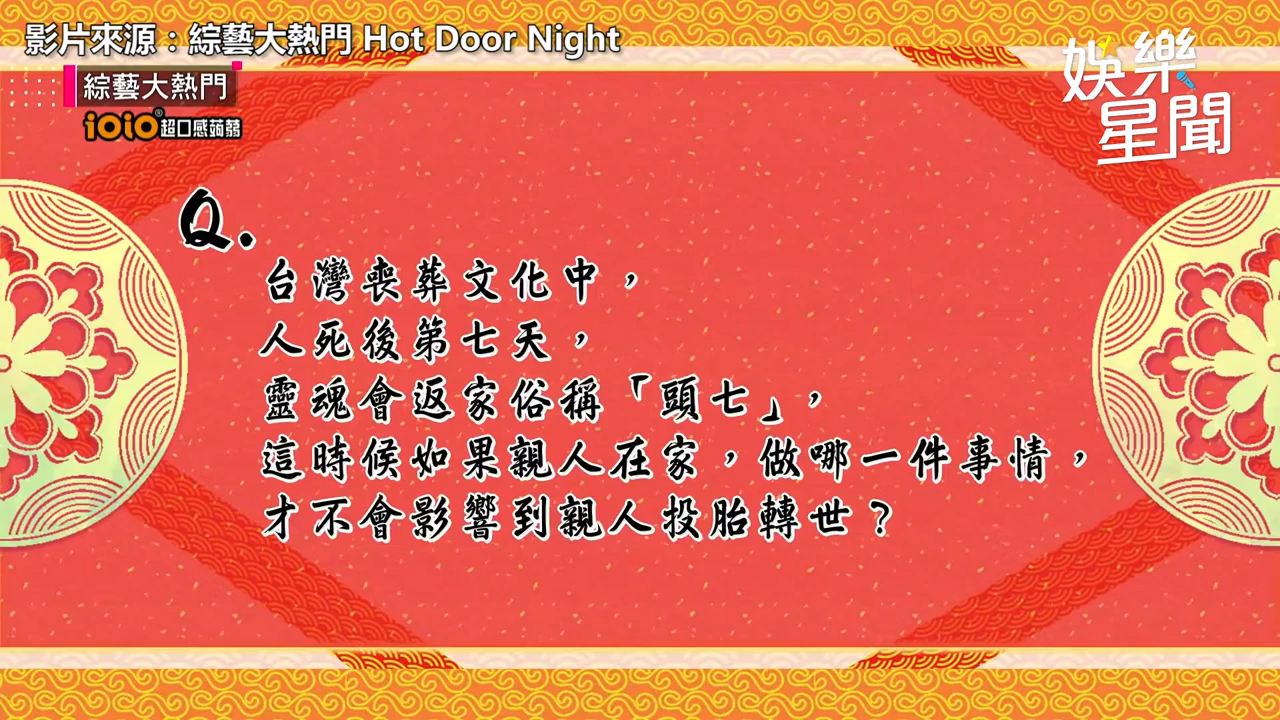 影片來源：綜藝大熱門 Hot Door Night
綜藝大熱門
iOiO®超口感蒟蒻
娛樂
星聞
Q.
台灣喪葬文化中，
人死後第七天，
靈魂會返家俗稱「頭七」，
這時候如果親人在家，做哪一件事情，
才不會影響到親人投胎轉世？